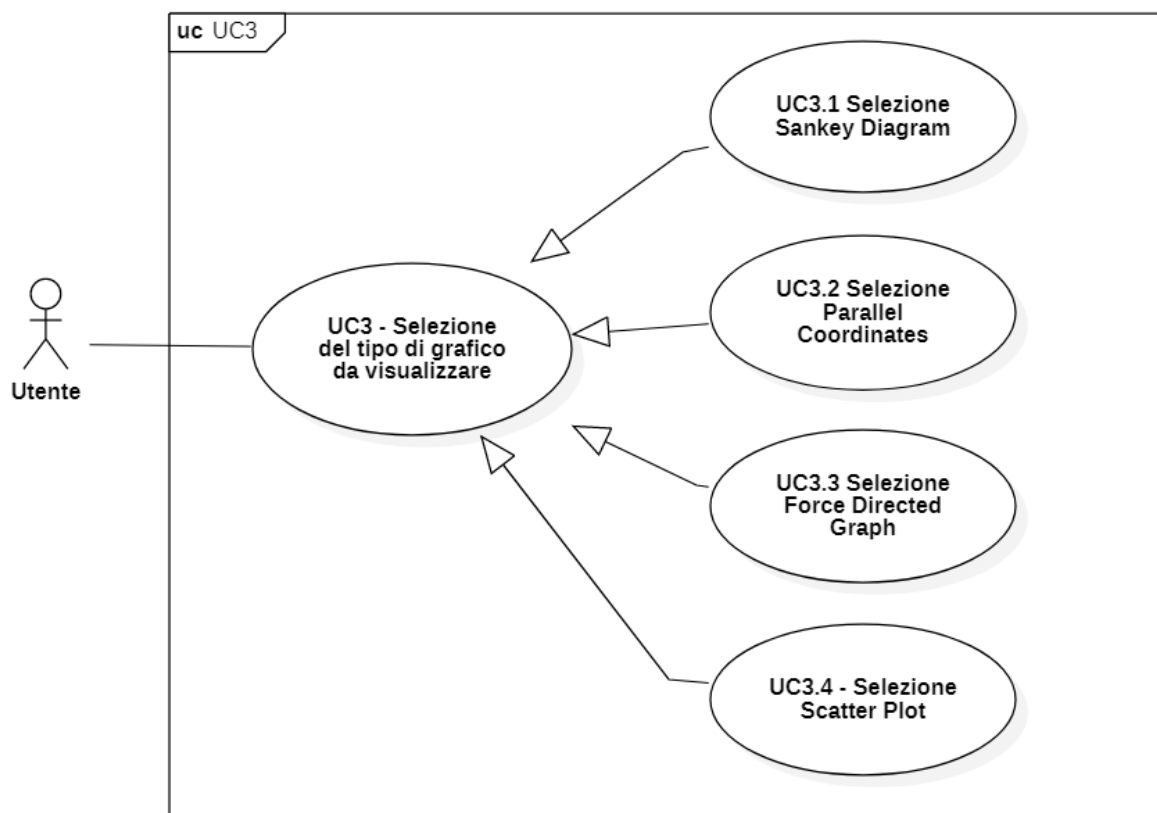 uc UC3
UC3.1 Selezione
Sankey Diagram
UC3.2 Selezione
Parallel
Coordinates
UC3 - Selezione
del tipo di grafico
da visualizzare
Utente
UC3.3 Selezione
Force Directed
Graph
UC3.4 - Selezione
Scatter Plot